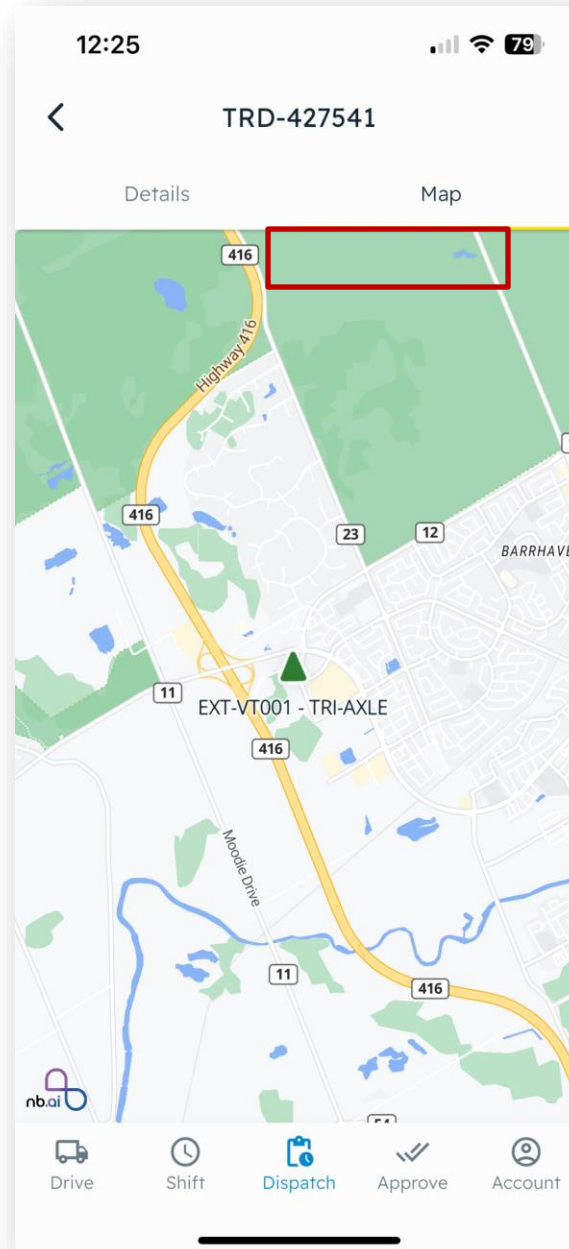 12:25
79
TRD-427541
Details
Map
416
Highway 416
416
23
12
BARRHAVE
11
EXT-VT001 - TRI-AXLE
416
Moodie Drive
11
416
nb.ai
Drive
Shift
Dispatch
Approve
Account